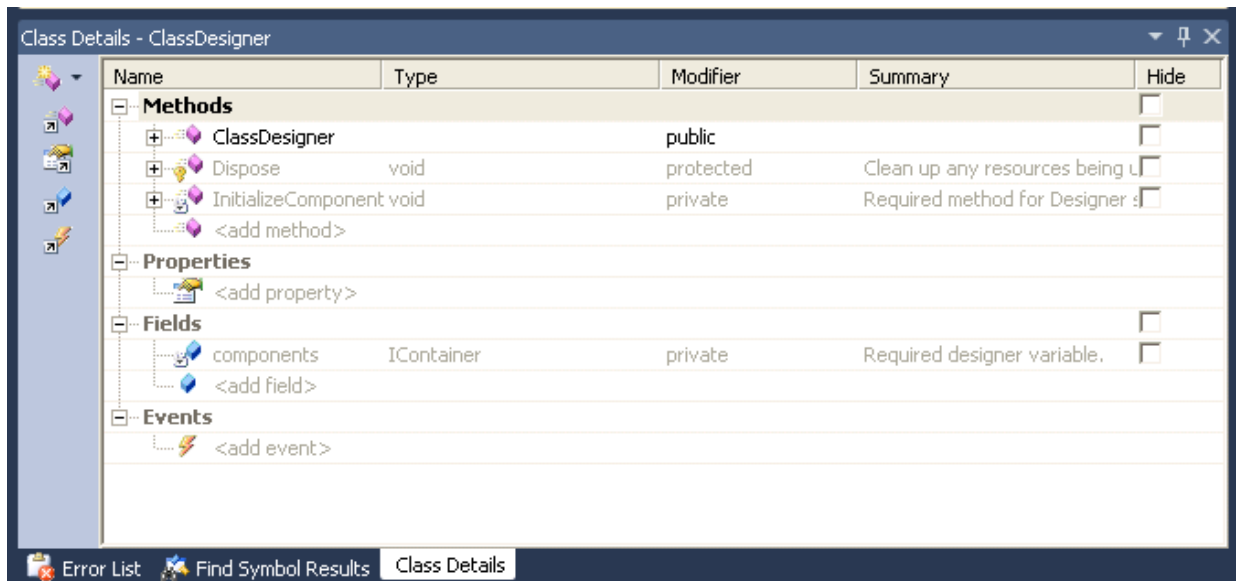 Class Details - ClassDesigner
Name Type Modifier Summary Hide
Methods
ClassDesigner public
Dispose void protected Clean up any resources being
InitializeComponent void private Required method for Designer
<add method>
Properties
<add property>
Fields
components IContainer private Required designer variable.
<add field>
Events
<add event>
Error List Find Symbol Results Class Details